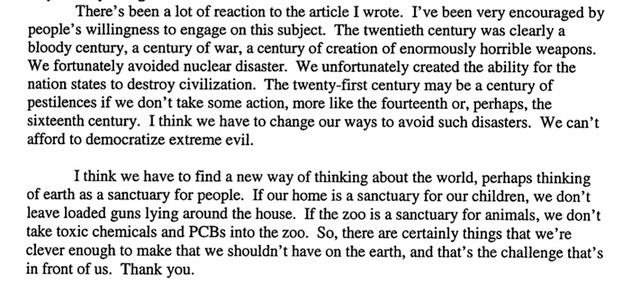 There's been a lot of reaction to the article I wrote. I've been very encouraged by
people's willingness to engage on this subject. The twentieth century was clearly a
bloody century, a century of war, a century of creation of enormously horrible weapons.
We fortunately avoided nuclear disaster. We unfortunately created the ability for the
nation states to destroy civilization. The twenty-first century may be a century of
pestilences if we don't take some action, more like the fourteenth or, perhaps, the
sixteenth century. I think we have to change our ways to avoid such disasters. We can't
afford to democratize extreme evil.
I think we have to find a new way of thinking about the world, perhaps thinking
of earth as a sanctuary for people. If our home is a sanctuary for our children, we don't
leave loaded guns lying around the house. If the zoo is a sanctuary for animals, we don't
take toxic chemicals and PCBs into the zoo. So, there are certainly things that we're
clever enough to make that we shouldn't have on the earth, and that's the challenge that's
in front of us. Thank you.